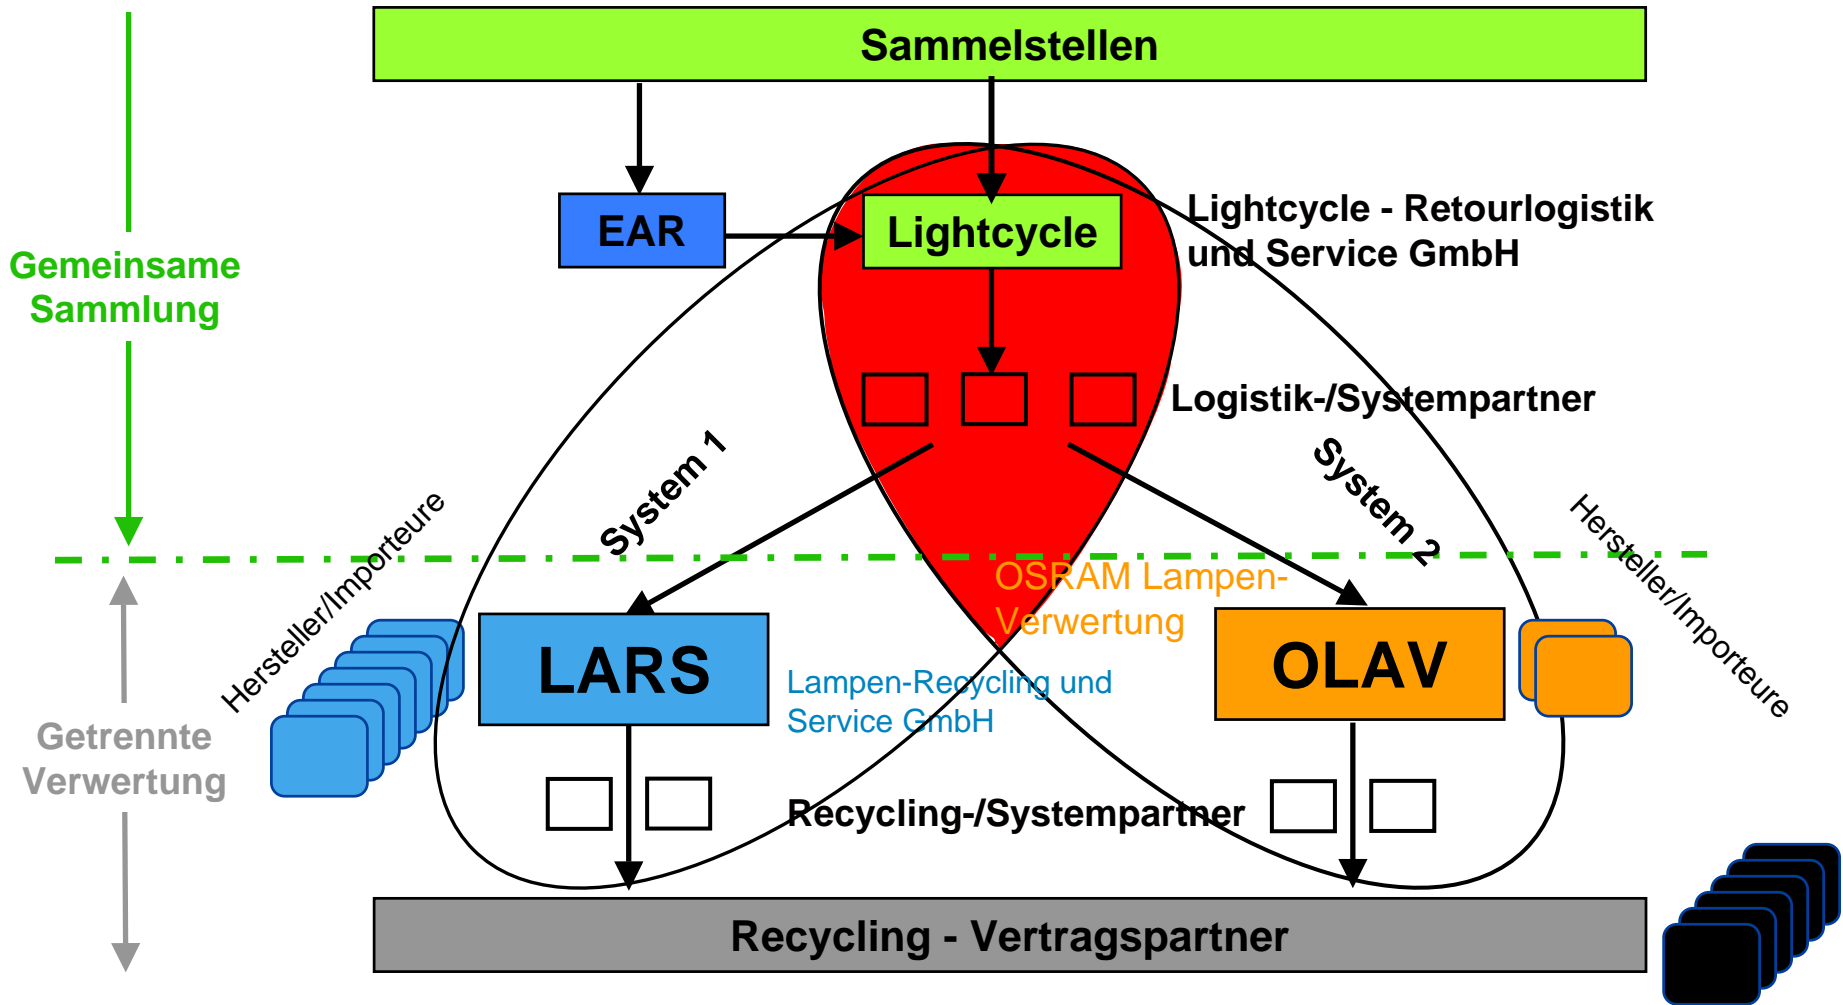 Sammelstellen
EAR
Lightcycle
Lightcycle - Retourlogistik
und Service GmbH
Gemeinsame
Sammlung
Logistik-/Systempartner
System 1
System 2
Hersteller/Importeure
Hersteller/Importeure
OSRAM Lampen-
Verwertung
LARS
OLAV
Lampen-Recycling und
Service GmbH
Getrennte
Verwertung
Recycling-/Systempartner
Recycling - Vertragspartner